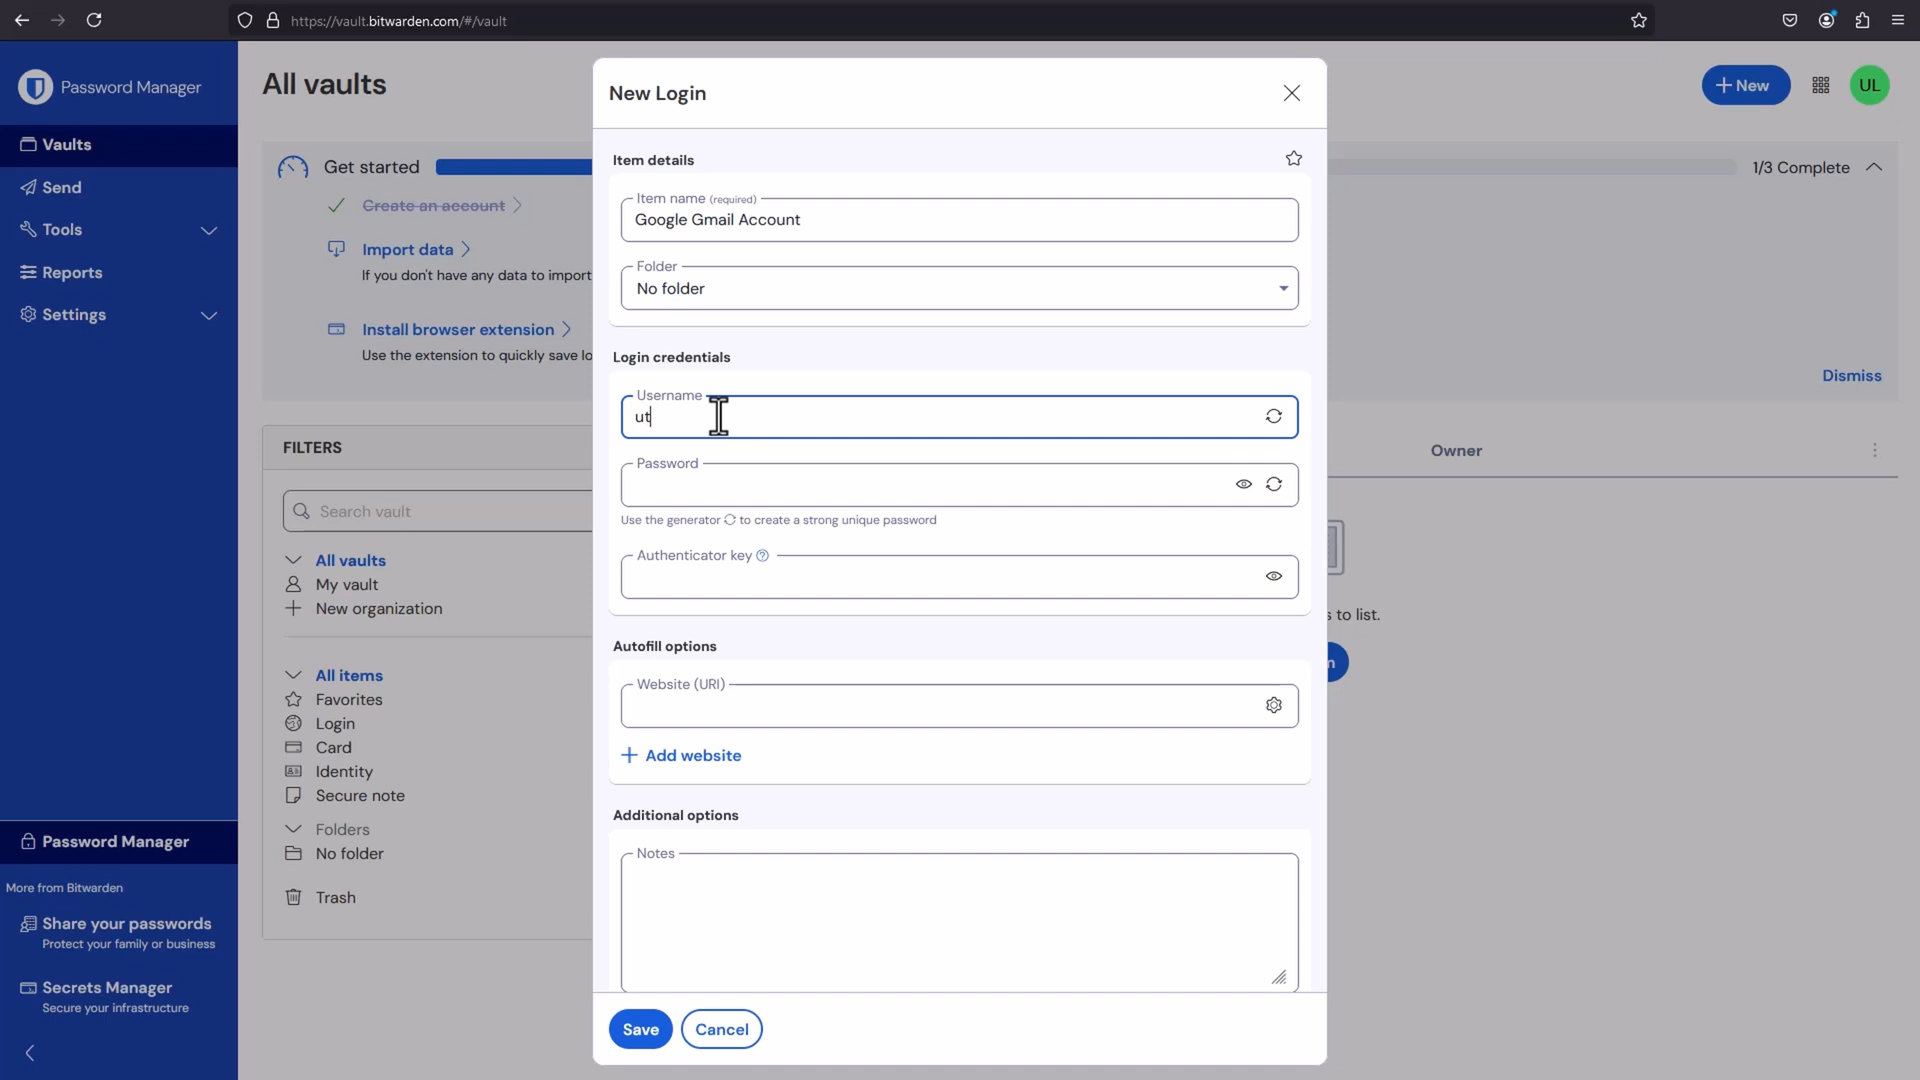 https://vault.bitwarden.com/#/vault
Password Manager
Vaults
Send
Tools
Reports
Settings
Password Manager
More from Bitwarden
Share your passwords
Protect your family or business
Secrets Manager
Secure your infrastructure
All vaults
New
UL
Get started
1/3 Complete
Create an account
Import data
If you don't have any data to import
Install browser extension
Use the extension to quickly save lo
Dismiss
FILTERS
Search vault
All vaults
My vault
New organization
All items
Favorites
Login
Card
Identity
Secure note
Folders
No folder
Trash
Owner
s to list.
New Login
Item details
Item name (required)
Google Gmail Account
Folder
No folder
Login credentials
Username
ut
Password
Use the generator to create a strong unique password
Authenticator key
Autofill options
Website (URI)
Add website
Additional options
Notes
Save
Cancel